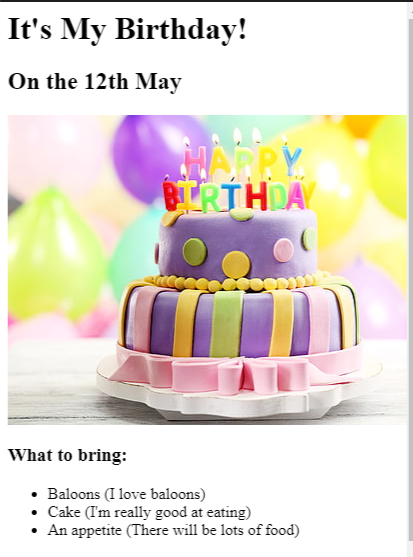 It's My Birthday!
On the 12th May
HAPPY
BIRTHDAY
What to bring:
Baloons (I love baloons)
Cake (I'm really good at eating)
An appetite (There will be lots of food)